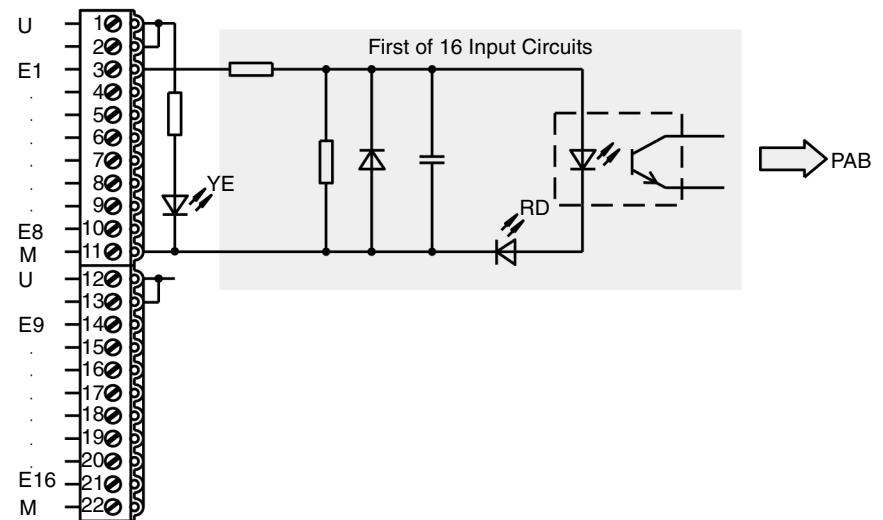 First of 16 Input Circuits
U 1
2
E1 3
. 4
. 5
. 6
. 7
. 8
. 9
E8 10
M 11
U 12
13
E9 14
. 15
. 16
. 17
. 18
. 19
. 20
E16 21
M 22
YE
RD
PAB